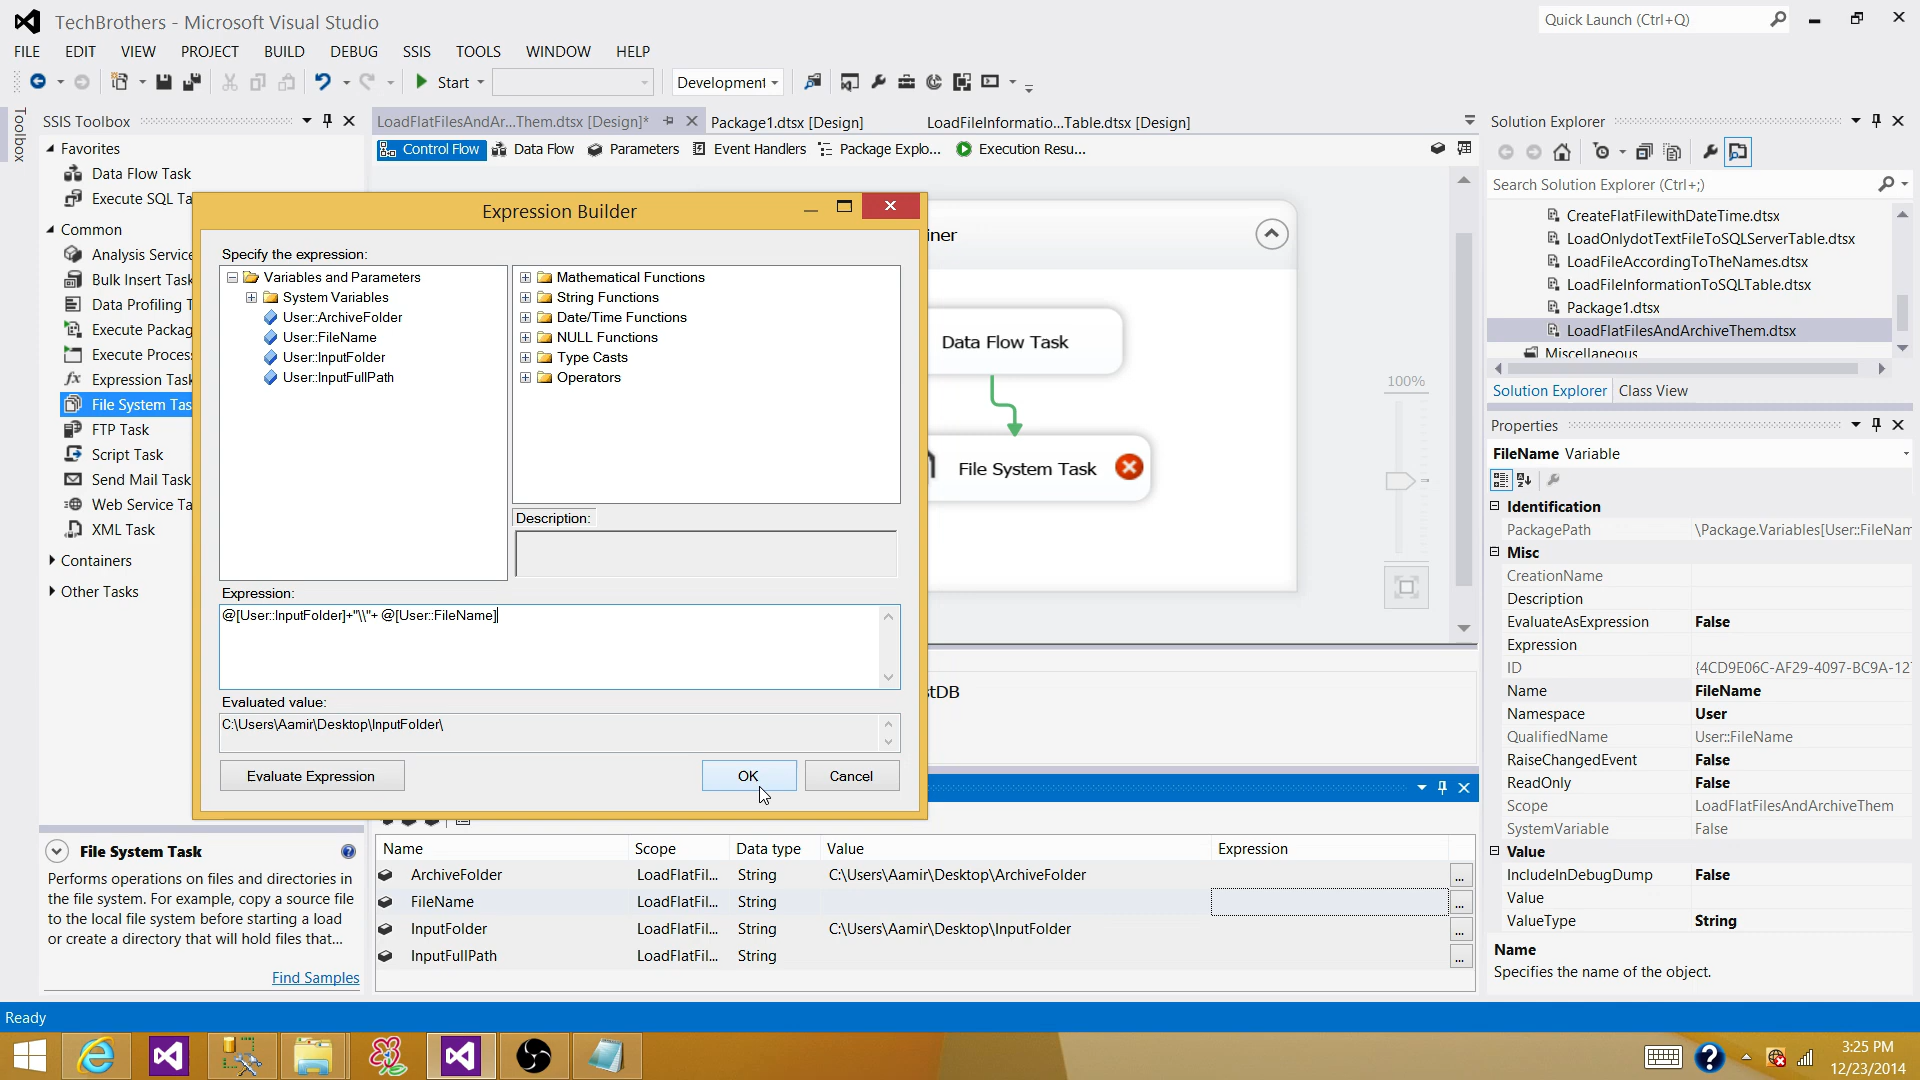 TechBrothers - Microsoft Visual Studio
Quick Launch (Ctrl+Q)
FILE EDIT VIEW PROJECT BUILD DEBUG SSIS TOOLS WINDOW HELP
Start
Development
Toolbox
SSIS Toolbox
LoadFlatFilesAndAr...Them.dtsx [Design]*
Package1.dtsx [Design]
LoadFileInformatio...Table.dtsx [Design]
Control Flow
Data Flow
Parameters
Event Handlers
Package Explo...
Execution Resu...
Favorites
Data Flow Task
Execute SQL Ta
Common
Analysis Service
Bulk Insert Task
Data Profiling T
Execute Packag
Execute Proces
Expression Task
File System Tas
FTP Task
Script Task
Send Mail Task
Web Service Ta
XML Task
Containers
Other Tasks
File System Task
Performs operations on files and directories in
the file system. For example, copy a source file
to the local file system before starting a load
or create a directory that will hold files that...
Find Samples
Expression Builder
Specify the expression:
Variables and Parameters
System Variables
User::ArchiveFolder
User::FileName
User::InputFolder
User::InputFullPath
Mathematical Functions
String Functions
Date/Time Functions
NULL Functions
Type Casts
Operators
Description:
Expression:
@[User::InputFolder]+"\\"+ @[User::FileName]
Evaluated value:
C:\Users\Aamir\Desktop\InputFolder\
Evaluate Expression
OK
Cancel
iner
Data Flow Task
File System Task
100%
stDB
Name Scope Data type Value Expression
ArchiveFolder LoadFlatFil... String C:\Users\Aamir\Desktop\ArchiveFolder ...
FileName LoadFlatFil... String ...
InputFolder LoadFlatFil... String C:\Users\Aamir\Desktop\InputFolder ...
InputFullPath LoadFlatFil... String ...
Solution Explorer
Search Solution Explorer (Ctrl+;)
CreateFlatFilewithDateTime.dtsx
LoadOnlydotTextFileToSQLServerTable.dtsx
LoadFileAccordingToTheNames.dtsx
LoadFileInformationToSQLTable.dtsx
Package1.dtsx
LoadFlatFilesAndArchiveThem.dtsx
Miscellaneous
Solution Explorer Class View
Properties
FileName Variable
Identification
PackagePath \Package.Variables[User::FileNam
Misc
CreationName
Description
EvaluateAsExpression False
Expression
ID {4CD9E06C-AF29-4097-BC9A-12
Name FileName
Namespace User
QualifiedName User::FileName
RaiseChangedEvent False
ReadOnly False
Scope LoadFlatFilesAndArchiveThem
SystemVariable False
Value
IncludeInDebugDump False
Value
ValueType String
Name
Specifies the name of the object.
Ready
3:25 PM
12/23/2014